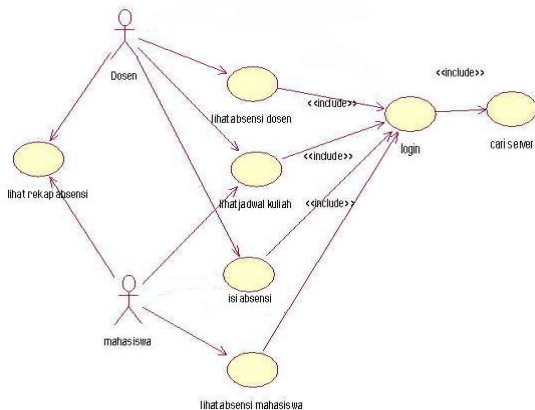 Dosen
lihat absensi dosen
<<include>>
<<include>>
login
cari server
<<include>>
lihat rekap absensi
lihat jadwal kuliah
<<include>>
isi absensi
mahasiswa
lihat absensi mahasiswa